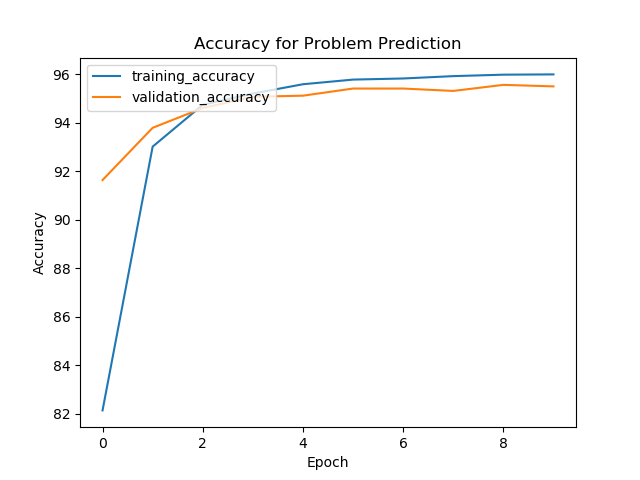 Accuracy for Problem Prediction
training_accuracy
validation_accuracy
96
94
92
90
88
86
84
82
Accuracy
0 2 4 6 8
Epoch